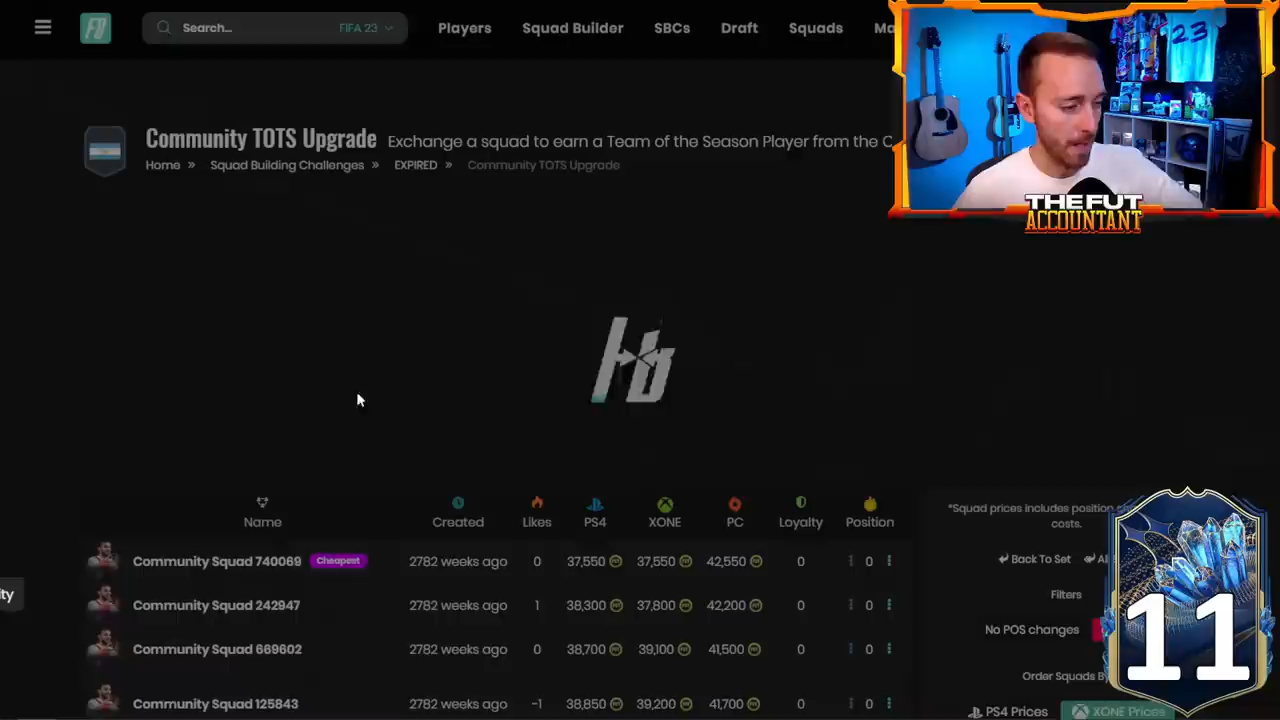 Search...
FIFA 23
Players
Squad Builder
SBCs
Draft
Squads
Ma
23
Community TOTS Upgrade
Exchange a squad to earn a Team of the Season Player from the C
Home » Squad Building Challenges » EXPIRED » Community TOTS Upgrade
THE FUT
ACCOUNTANT
Name Created Likes PS4 XONE PC Loyalty Position
Community Squad 740069 Cheapest 2782 weeks ago 0 37,550 37,550 42,550 0 0
Community Squad 242947 2782 weeks ago 1 38,300 37,800 42,200 0 0
Community Squad 669602 2782 weeks ago 0 38,700 39,100 41,500 0 0
Community Squad 125843 2782 weeks ago -1 38,850 39,200 41,700 0 0
ity
*Squad prices includes position c
costs.
Back To Set
Filters
No POS changes
Order Squads B
PS4 Prices
XONE Prices
11